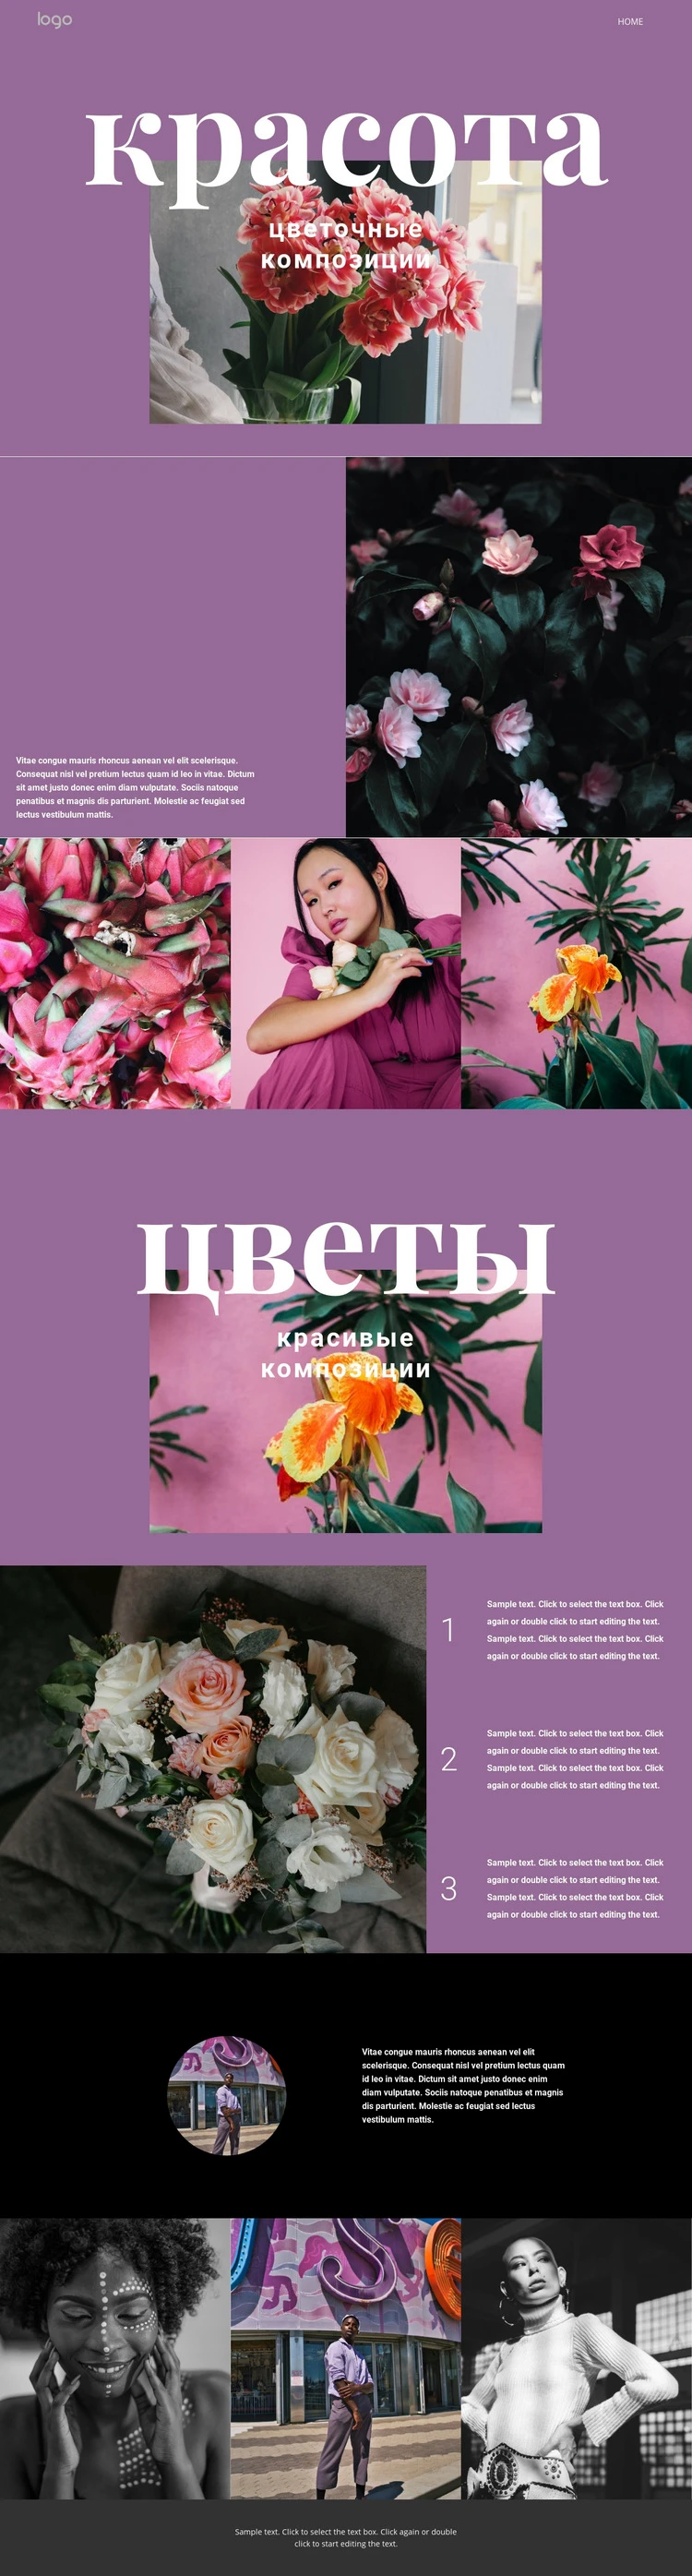 logo
HOME
красота
цветочные
композиции
Vitae congue mauris rhoncus aenean vel elit scelerisque.
Consequat nisl vel pretium lectus quam id leo in vitae. Dictum
sit amet justo donec enim diam vulputate. Sociis natoque
penatibus et magnis dis parturient. Molestie ac feugiat sed
lectus vestibulum mattis.
цветы
красивые
композиции
1
Sample text. Click to select the text box. Click
again or double click to start editing the text.
Sample text. Click to select the text box. Click
again or double click to start editing the text.
2
Sample text. Click to select the text box. Click
again or double click to start editing the text.
Sample text. Click to select the text box. Click
again or double click to start editing the text.
3
Sample text. Click to select the text box. Click
again or double click to start editing the text.
Sample text. Click to select the text box. Click
again or double click to start editing the text.
Vitae congue mauris rhoncus aenean vel elit
scelerisque. Consequat nisl vel pretium lectus quam
id leo in vitae. Dictum sit amet justo donec enim
diam vulputate. Sociis natoque penatibus et magnis
dis parturient. Molestie ac feugiat sed lectus
vestibulum mattis.
Sample text. Click to select the text box. Click again or double
click to start editing the text.